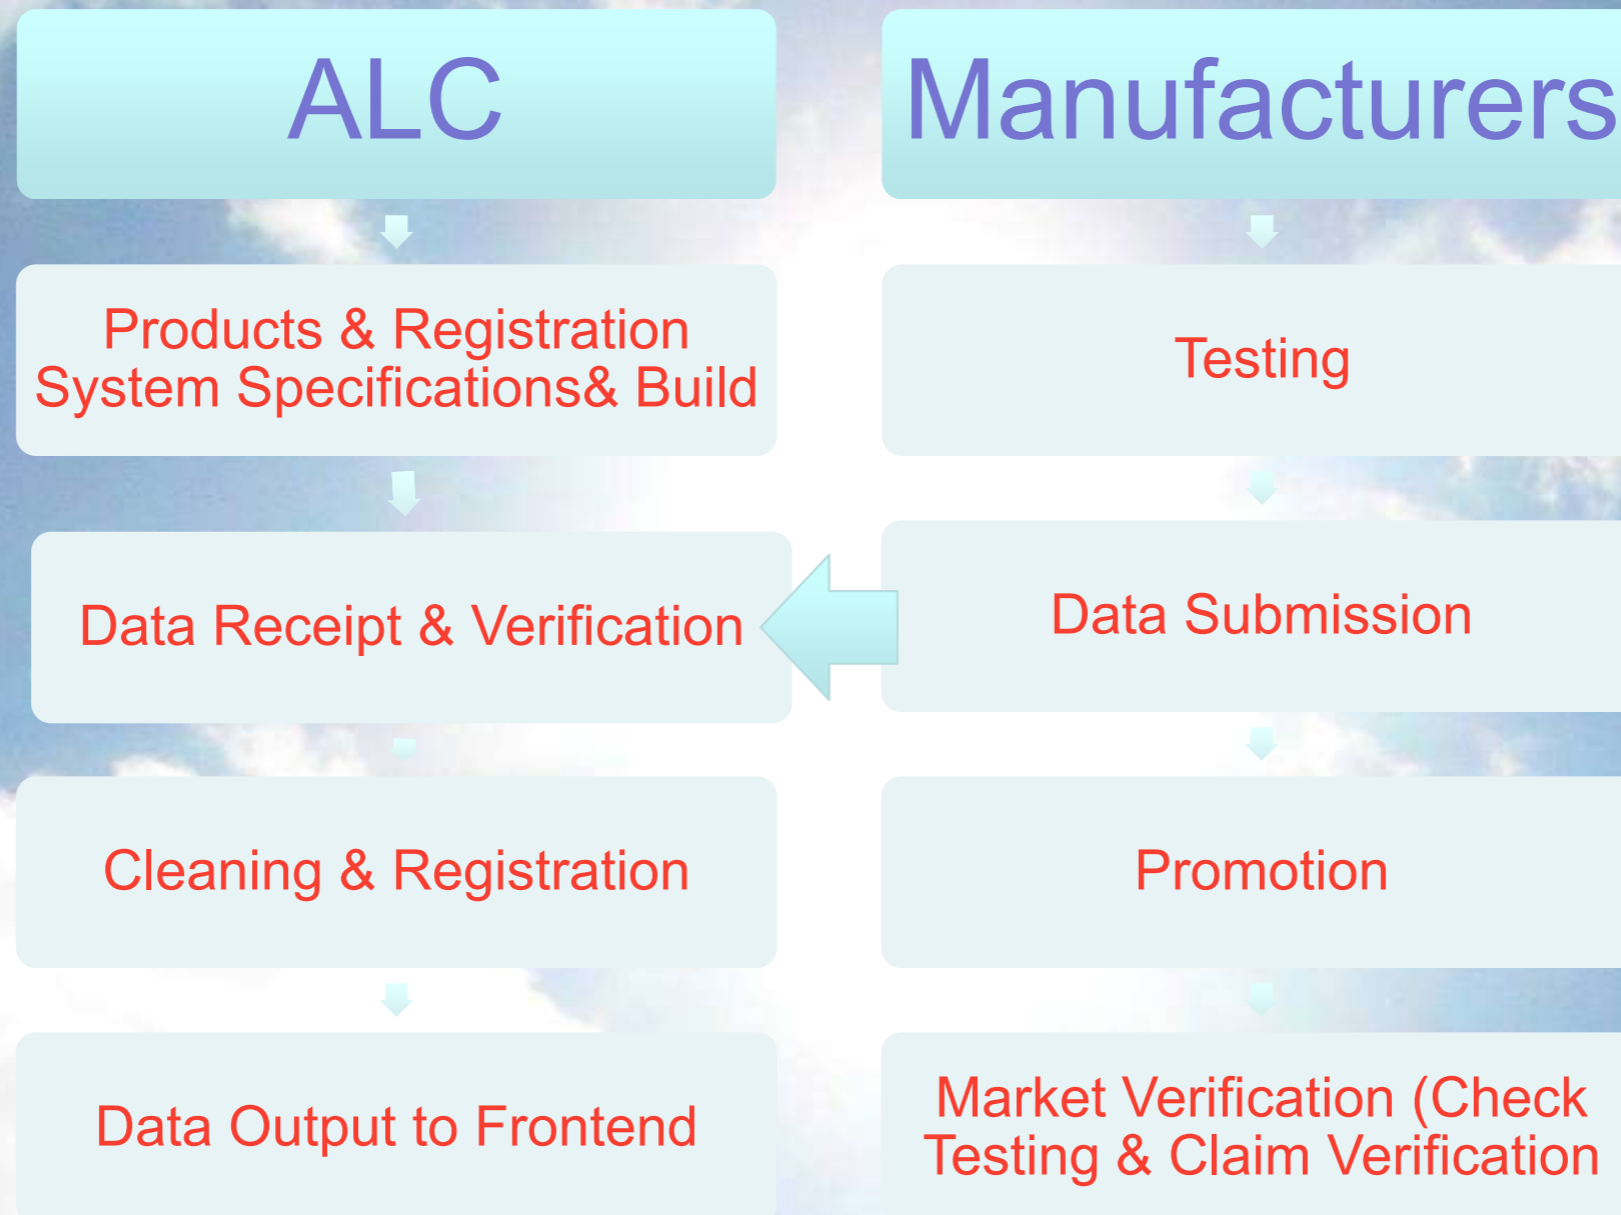 ALC
Products & Registration
System Specifications& Build
Data Receipt & Verification
Cleaning & Registration
Data Output to Frontend
Manufacturers
Testing
Data Submission
Promotion
Market Verification (Check
Testing & Claim Verification